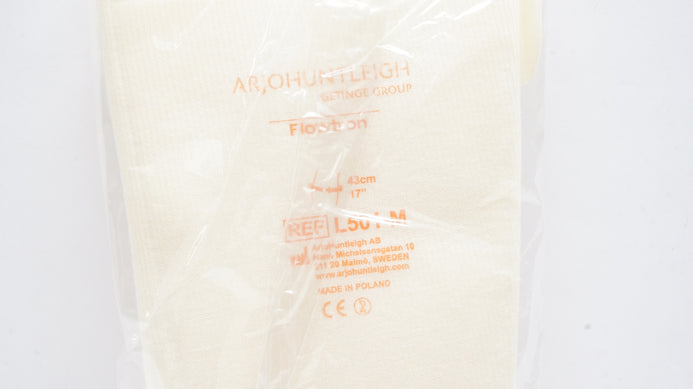 ARJOHUNTLEIGH
GETINGE GROUP
Flowtron
43cm
17"
REF L501-M
ArjoHuntleigh AB
Hans Michelsensgatan 10
211 20 Malmö, SWEDEN
www.arjohuntleigh.com
MADE IN POLAND
CE